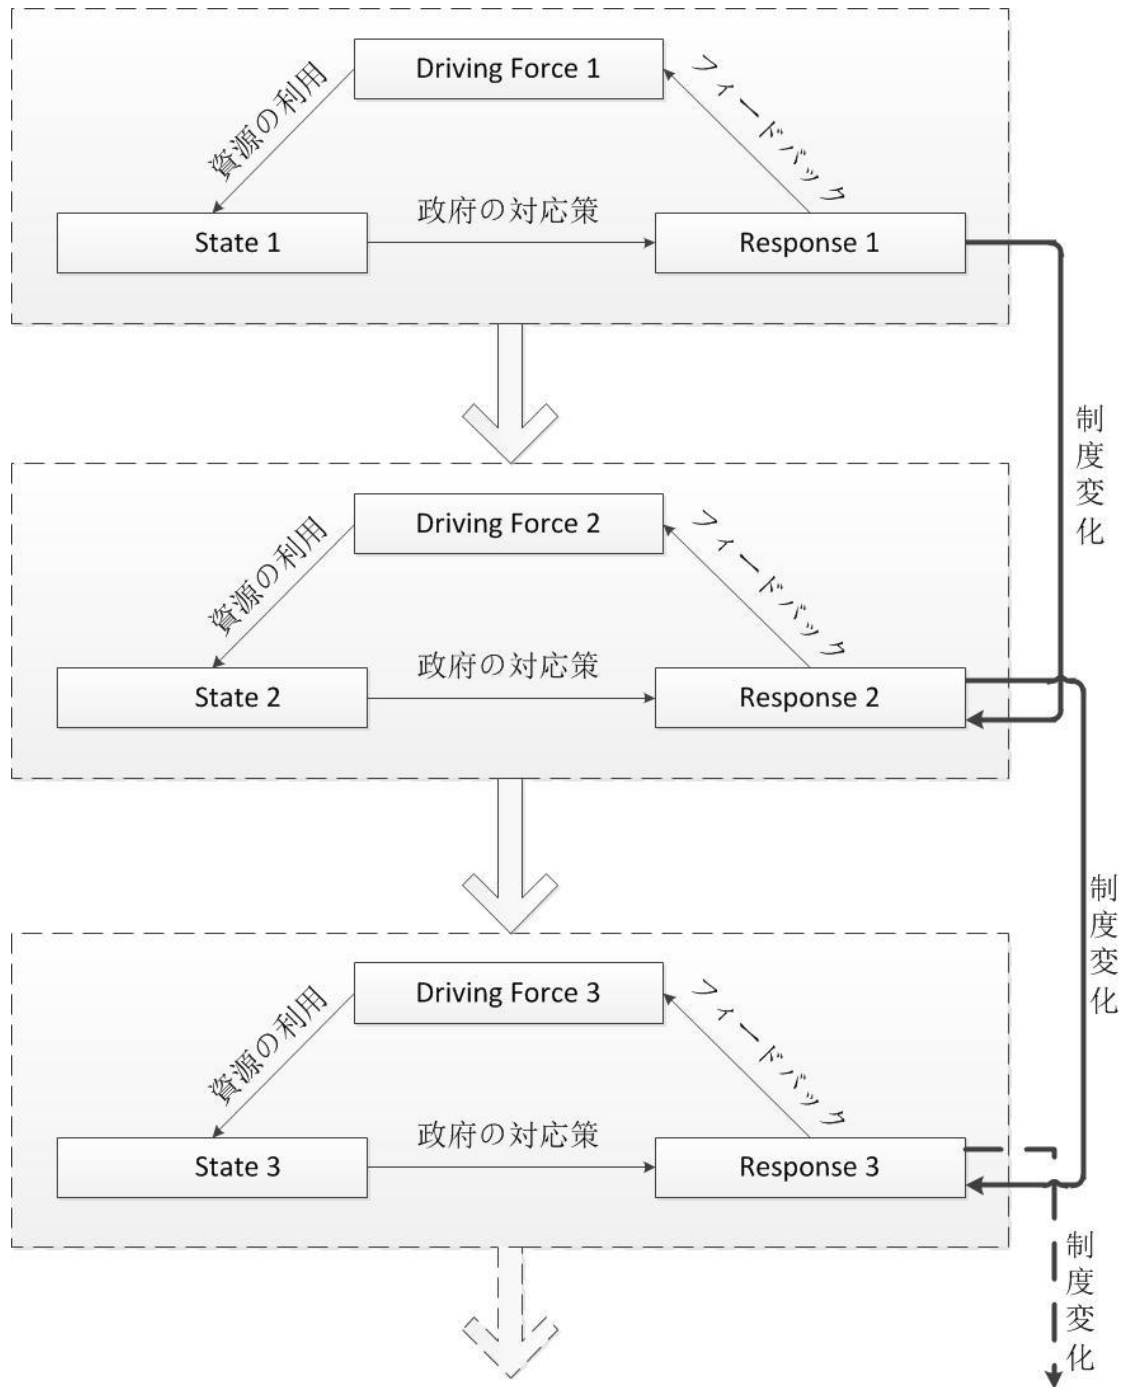 Driving Force 1
資源の利用
フィードバック
政府の対応策
State 1
Response 1
制度変化
Driving Force 2
資源の利用
フィードバック
政府の対応策
State 2
Response 2
制度変化
Driving Force 3
資源の利用
フィードバック
政府の対応策
State 3
Response 3
制度変化